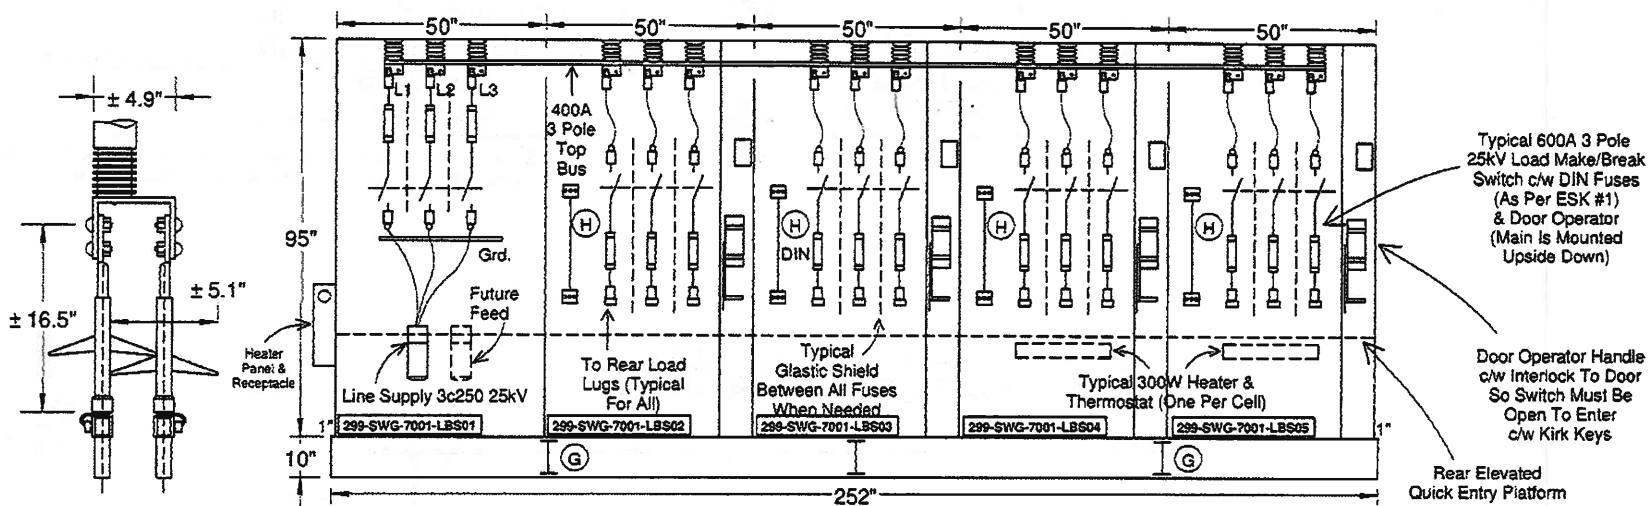 50" 50" 50" 50" 50"
± 4.9"
L1 L2 L3
400A
3 Pole
Top
Bus
Typical 600A 3 Pole
25kV Load Make/Break
Switch c/w DIN Fuses
(As Per ESK #1)
& Door Operator
(Main Is Mounted
Upside Down)
95"
H H H H
DIN
Grd.
± 5.1"
± 16.5"
Future
Feed
Heater
Panel &
Receptacle
Line Supply 3c250 25kV
To Rear Load
Lugs (Typical
For All)
Typical
Glastic Shield
Between All Fuses
When Needed
Typical 300W Heater &
Thermostat (One Per Cell)
Door Operator Handle
c/w Interlock To Door
So Switch Must Be
Open To Enter
c/w Kirk Keys
1" 299-SWG-7001-LBS01 299-SWG-7001-LBS02 299-SWG-7001-LBS03 299-SWG-7001-LBS04 299-SWG-7001-LBS05 1"
10" G G
Rear Elevated
Quick Entry Platform
252"